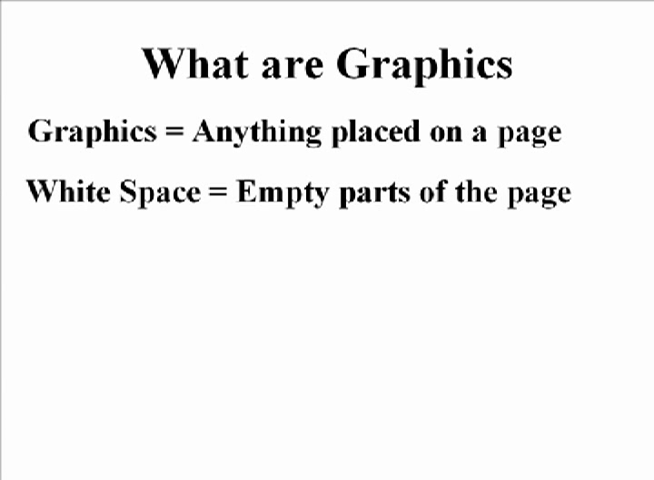 What are Graphics
Graphics = Anything placed on a page
White Space = Empty parts of the page